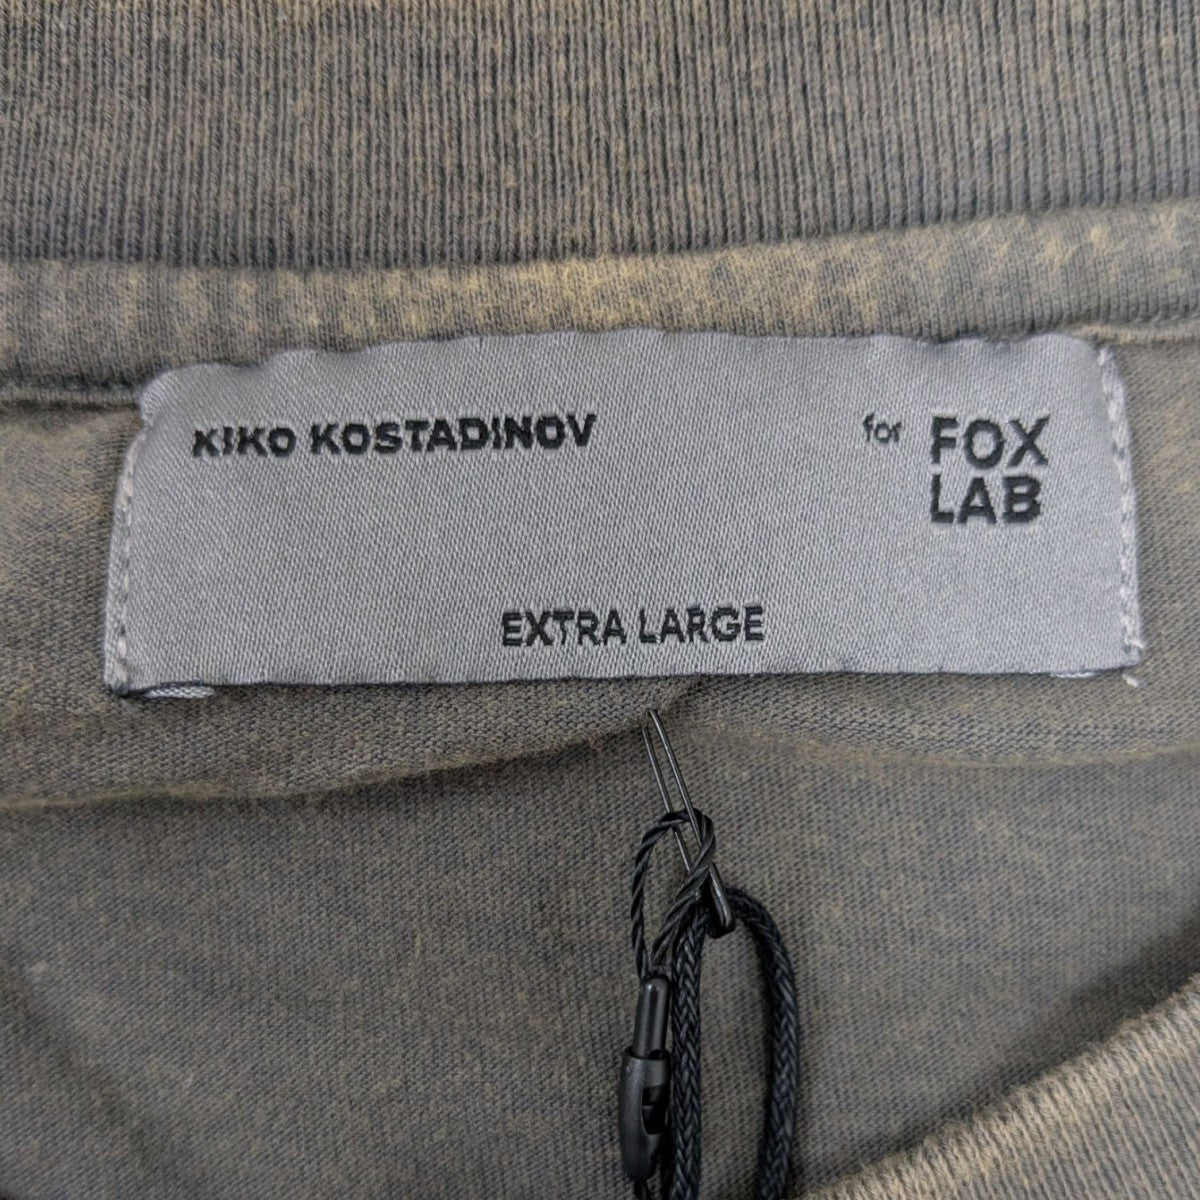 KIKO KOSTADINOV for FOX
LAB
EXTRA LARGE